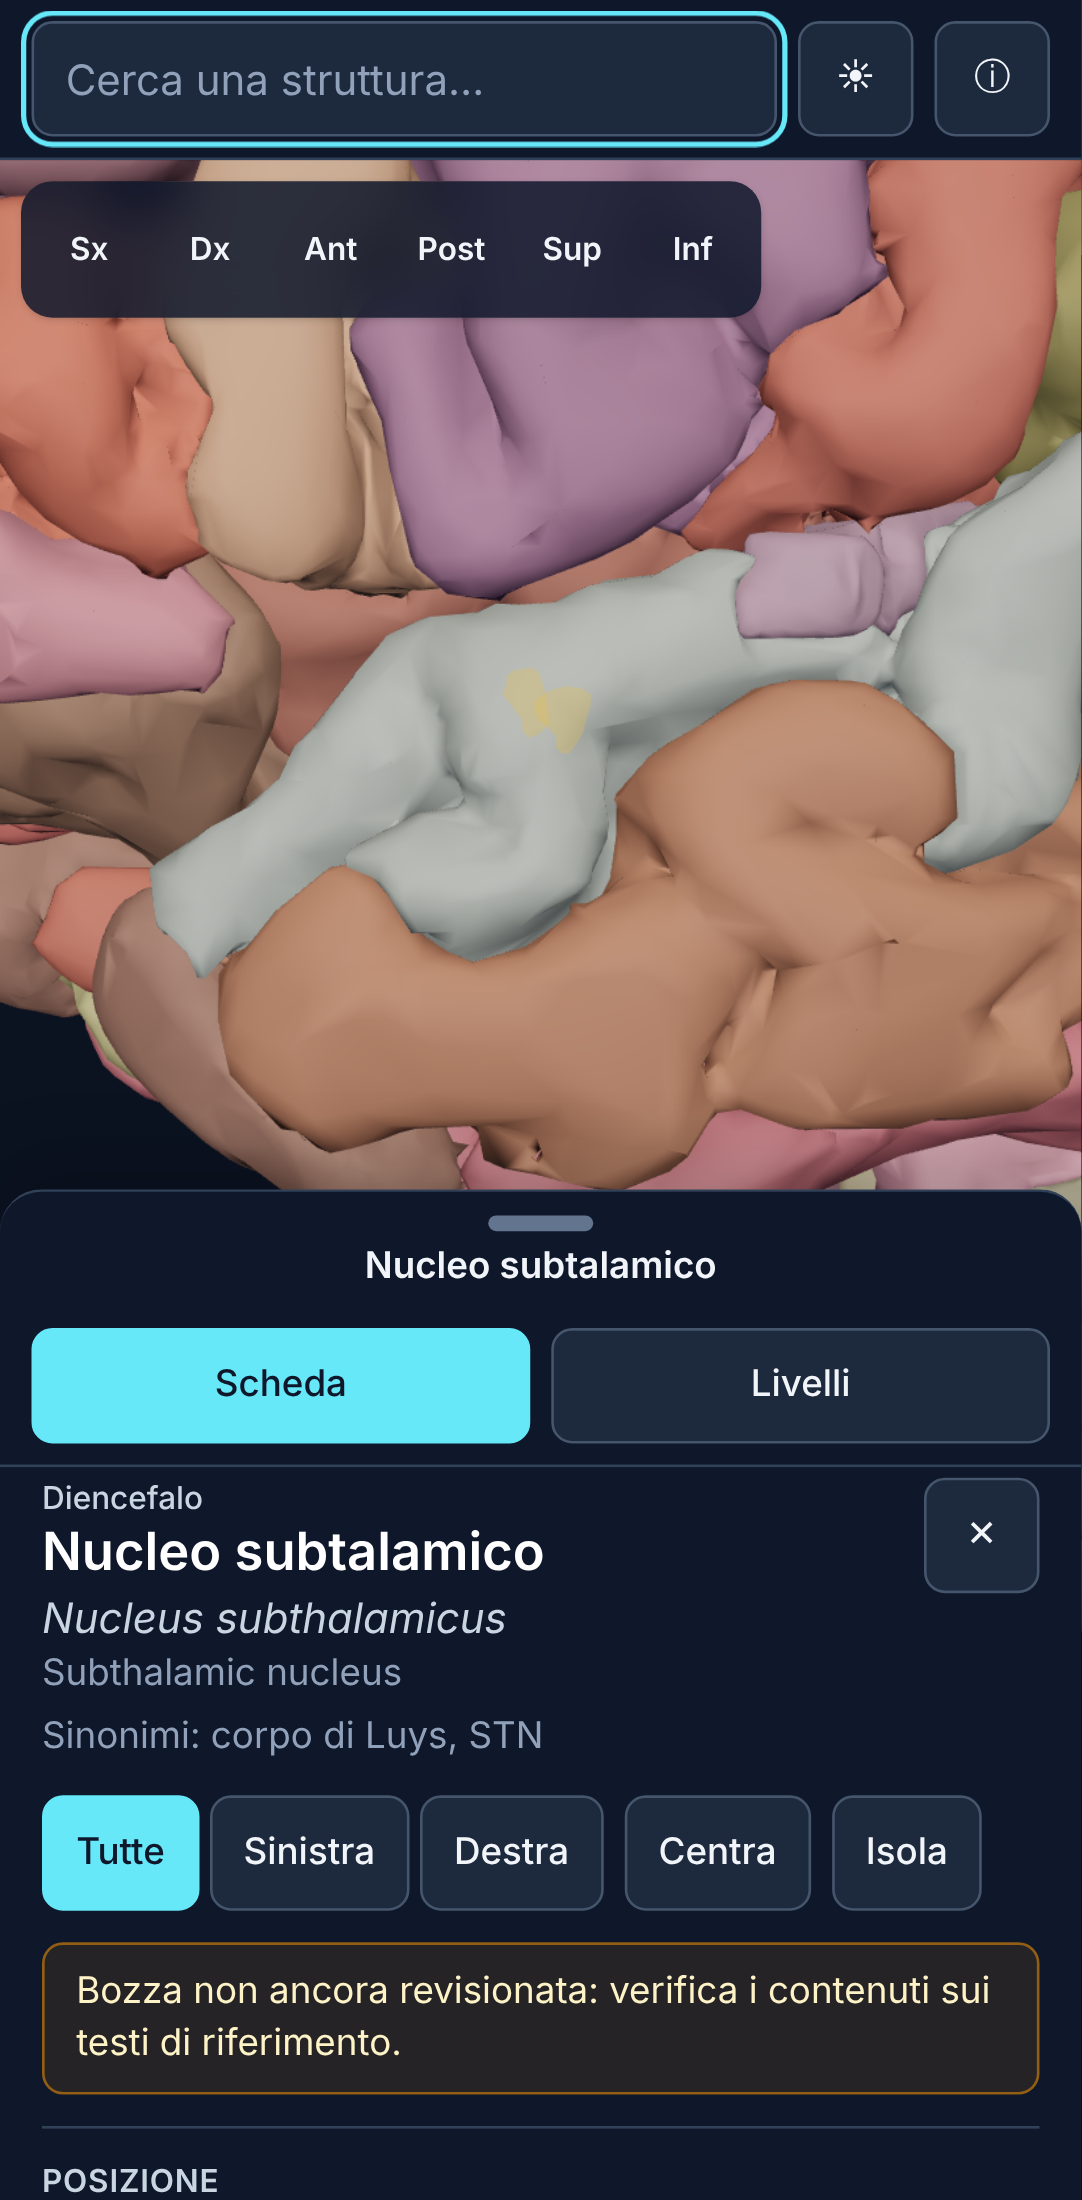 Cerca una struttura...
Sx Dx Ant Post Sup Inf
Nucleo subtalamico
Scheda Livelli
Diencefalo
Nucleo subtalamico
Nucleus subthalamicus
Subthalamic nucleus
Sinonimi: corpo di Luys, STN
Tutte Sinistra Destra Centra Isola
Bozza non ancora revisionata: verifica i contenuti sui
testi di riferimento.
POSIZIONE